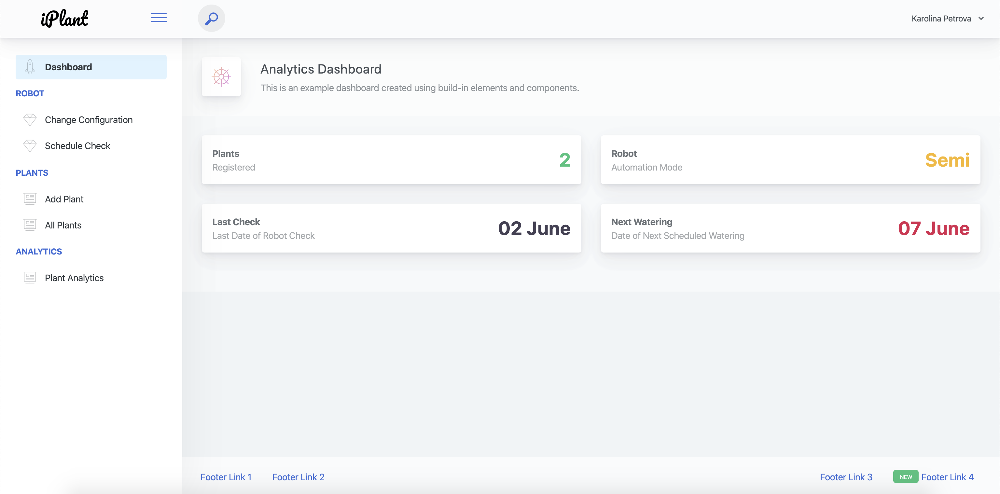 iPlant
Karolina Petrova
Dashboard
ROBOT
Change Configuration
Schedule Check
PLANTS
Add Plant
All Plants
ANALYTICS
Plant Analytics
Analytics Dashboard
This is an example dashboard created using build-in elements and components.
Plants
Registered
2
Robot
Automation Mode
Semi
Last Check
Last Date of Robot Check
02 June
Next Watering
Date of Next Scheduled Watering
07 June
Footer Link 1
Footer Link 2
Footer Link 3
NEW Footer Link 4